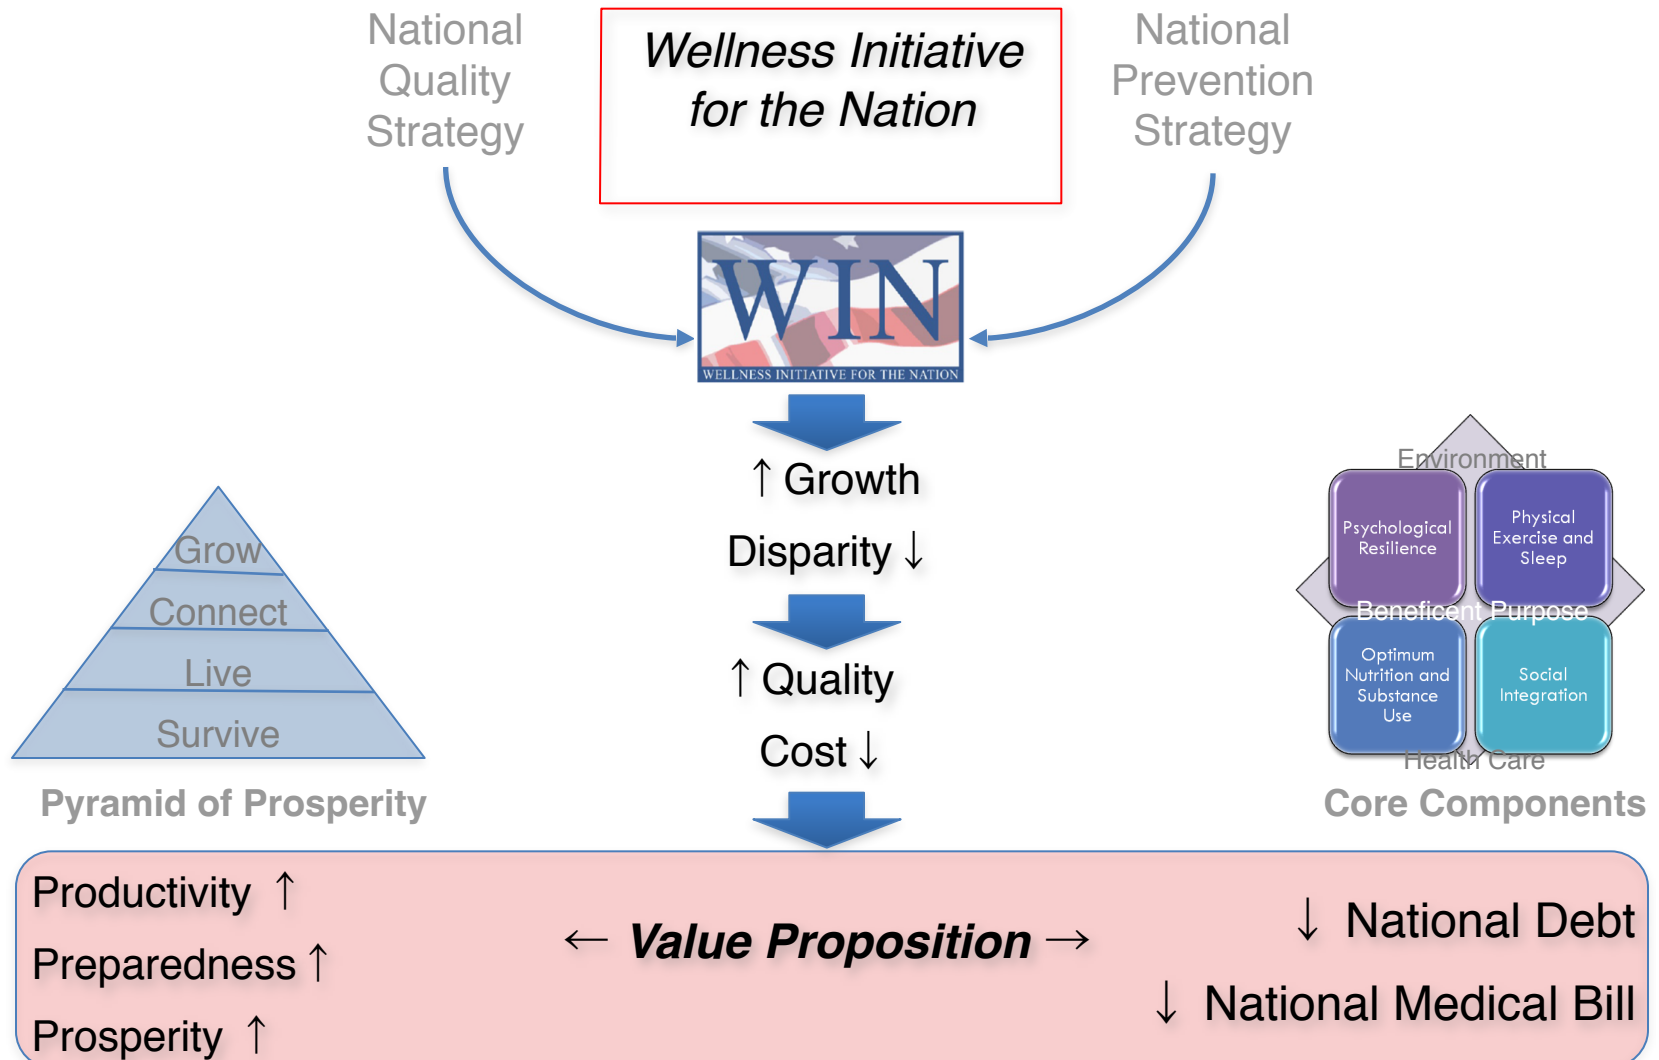 National
Quality
Strategy
Wellness Initiative
for the Nation
National
Prevention
Strategy
WIN
WELLNESS INITIATIVE FOR THE NATION
↑ Growth
Disparity ↓
↑ Quality
Cost ↓
Grow
Connect
Live
Survive
Pyramid of Prosperity
Environment
Psychological
Resilience
Physical
Exercise and
Sleep
Beneficent Purpose
Optimum
Nutrition and
Substance
Use
Social
Integration
Health Care
Core Components
Productivity ↑
Preparedness ↑
Prosperity ↑
← Value Proposition →
↓ National Debt
↓ National Medical Bill